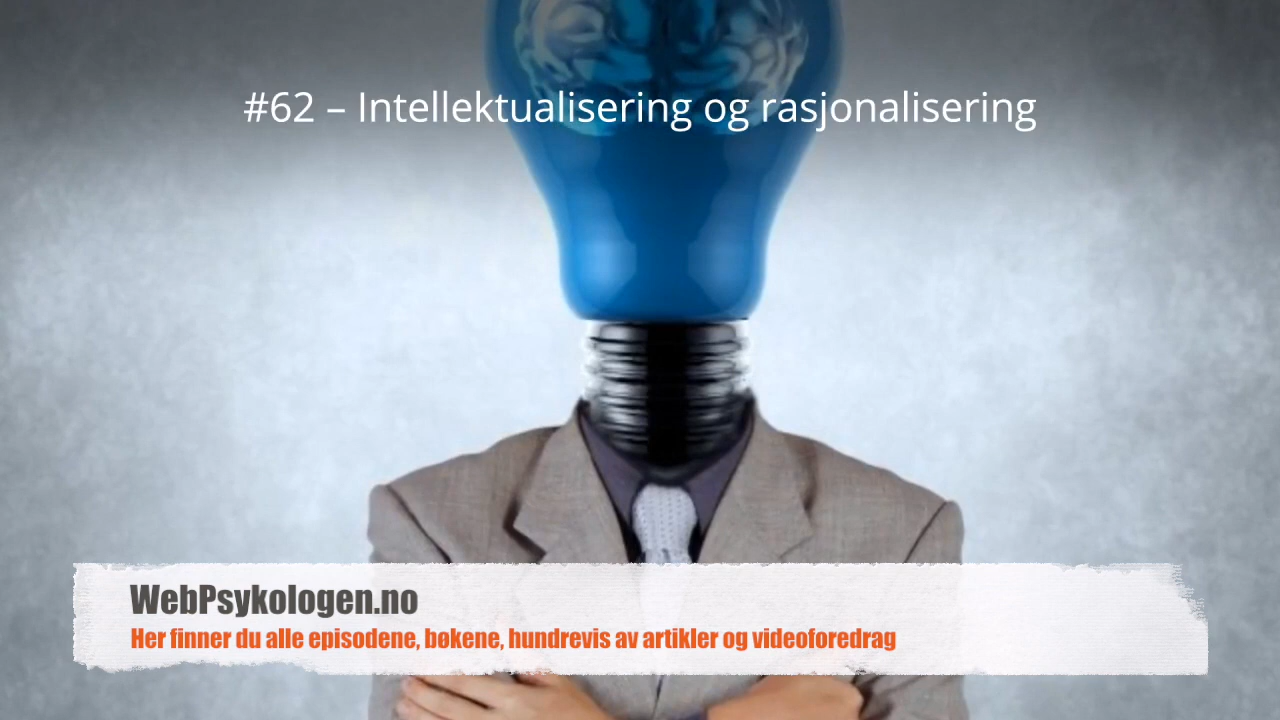 #62 – Intellektualisering og rasjonalisering
WebPsykologen.no
Her finner du alle episodene, bøkene, hundrevis av artikler og videoforedrag